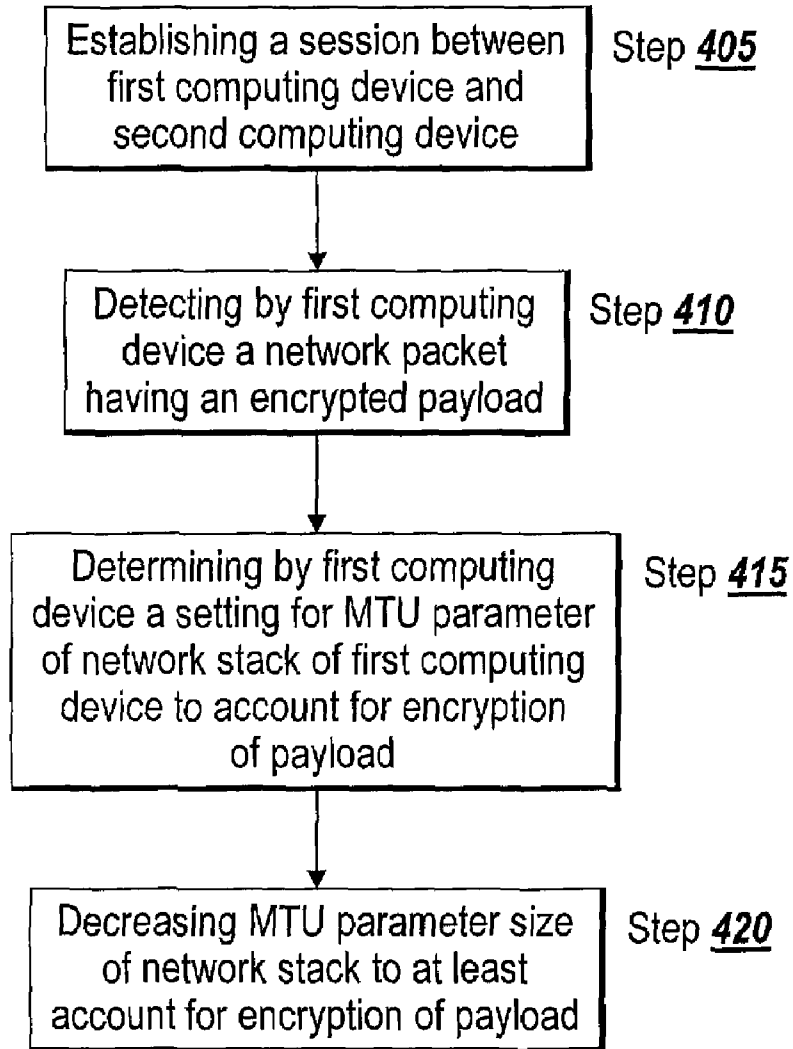 Establishing a session between
first computing device and
second computing device
Step 405
Detecting by first computing
device a network packet
having an encrypted payload
Step 410
Determining by first computing
device a setting for MTU parameter
of network stack of first computing
device to account for encryption
of payload
Step 415
Decreasing MTU parameter size
of network stack to at least
account for encryption of payload
Step 420